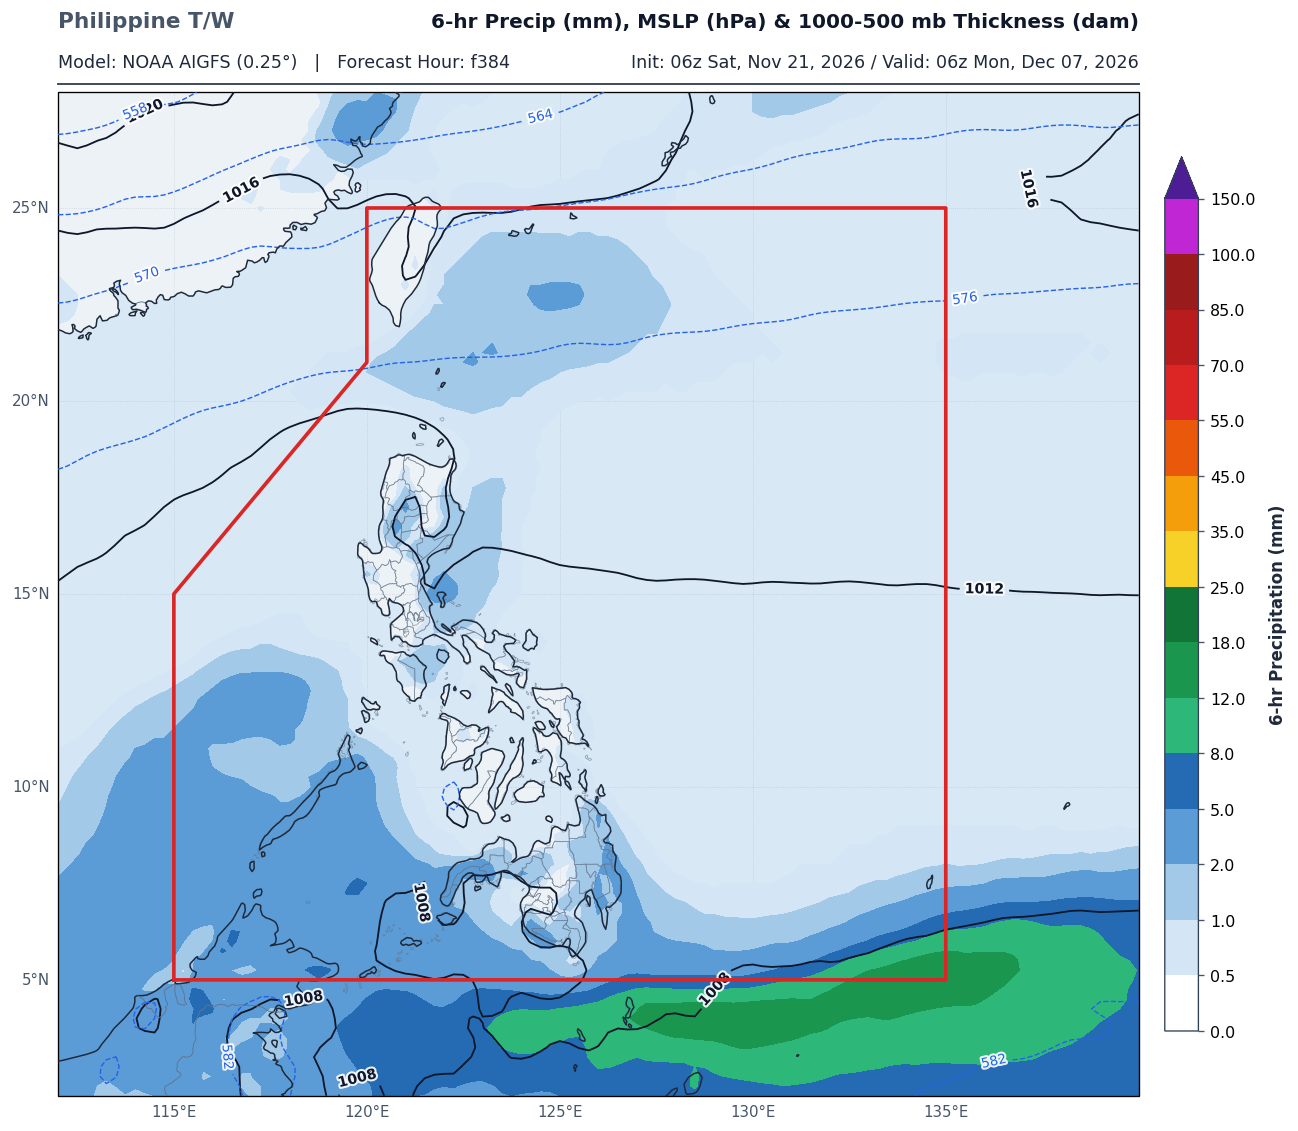 Philippine T/W
6-hr Precip (mm), MSLP (hPa) & 1000-500 mb Thickness (dam)
Model: NOAA AIGFS (0.25°) | Forecast Hour: f384
Init: 06z Sat, Nov 21, 2026 / Valid: 06z Mon, Dec 07, 2026
558
1020
564
1016
1016
570
576
1012
1008
1008
1008
1008
582
582
25°N
20°N
15°N
10°N
5°N
115°E
120°E
125°E
130°E
135°E
150.0
100.0
85.0
70.0
55.0
45.0
35.0
25.0
18.0
12.0
8.0
5.0
2.0
1.0
0.5
0.0
6-hr Precipitation (mm)